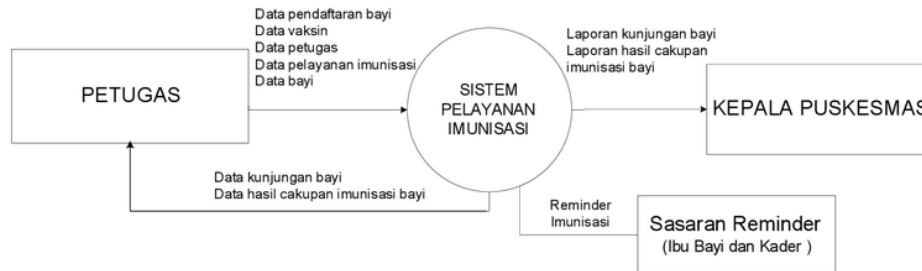 Data pendaftaran bayi
Data vaksin
Data petugas
Data pelayanan imunisasi
Data bayi
PETUGAS
SISTEM
PELAYANAN
IMUNISASI
Laporan kunjungan bayi
Laporan hasil cakupan
imunisasi bayi
KEPALA PUSKESMAS
Data kunjungan bayi
Data hasil cakupan imunisasi bayi
Reminder
Imunisasi
Sasaran Reminder
(Ibu Bayi dan Kader )